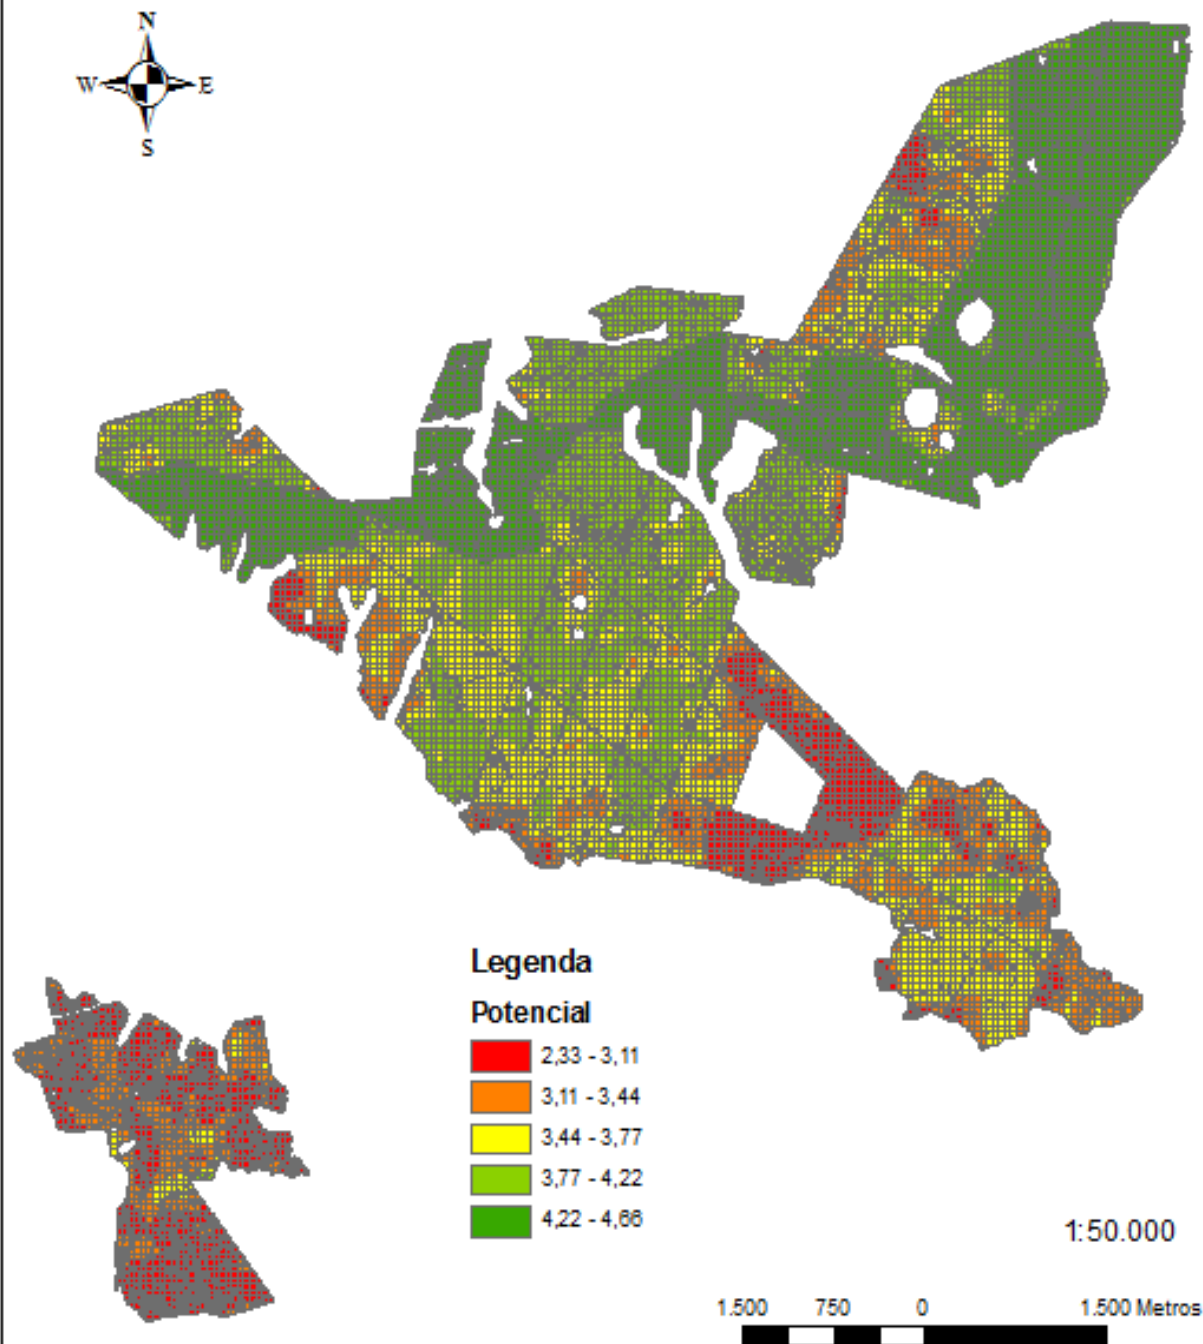 N
W E
S
Legenda
Potencial
2,33 - 3,11
3,11 - 3,44
3,44 - 3,77
3,77 - 4,22
4,22 - 4,66
1:50.000
1.500 750 0 1.500 Metros